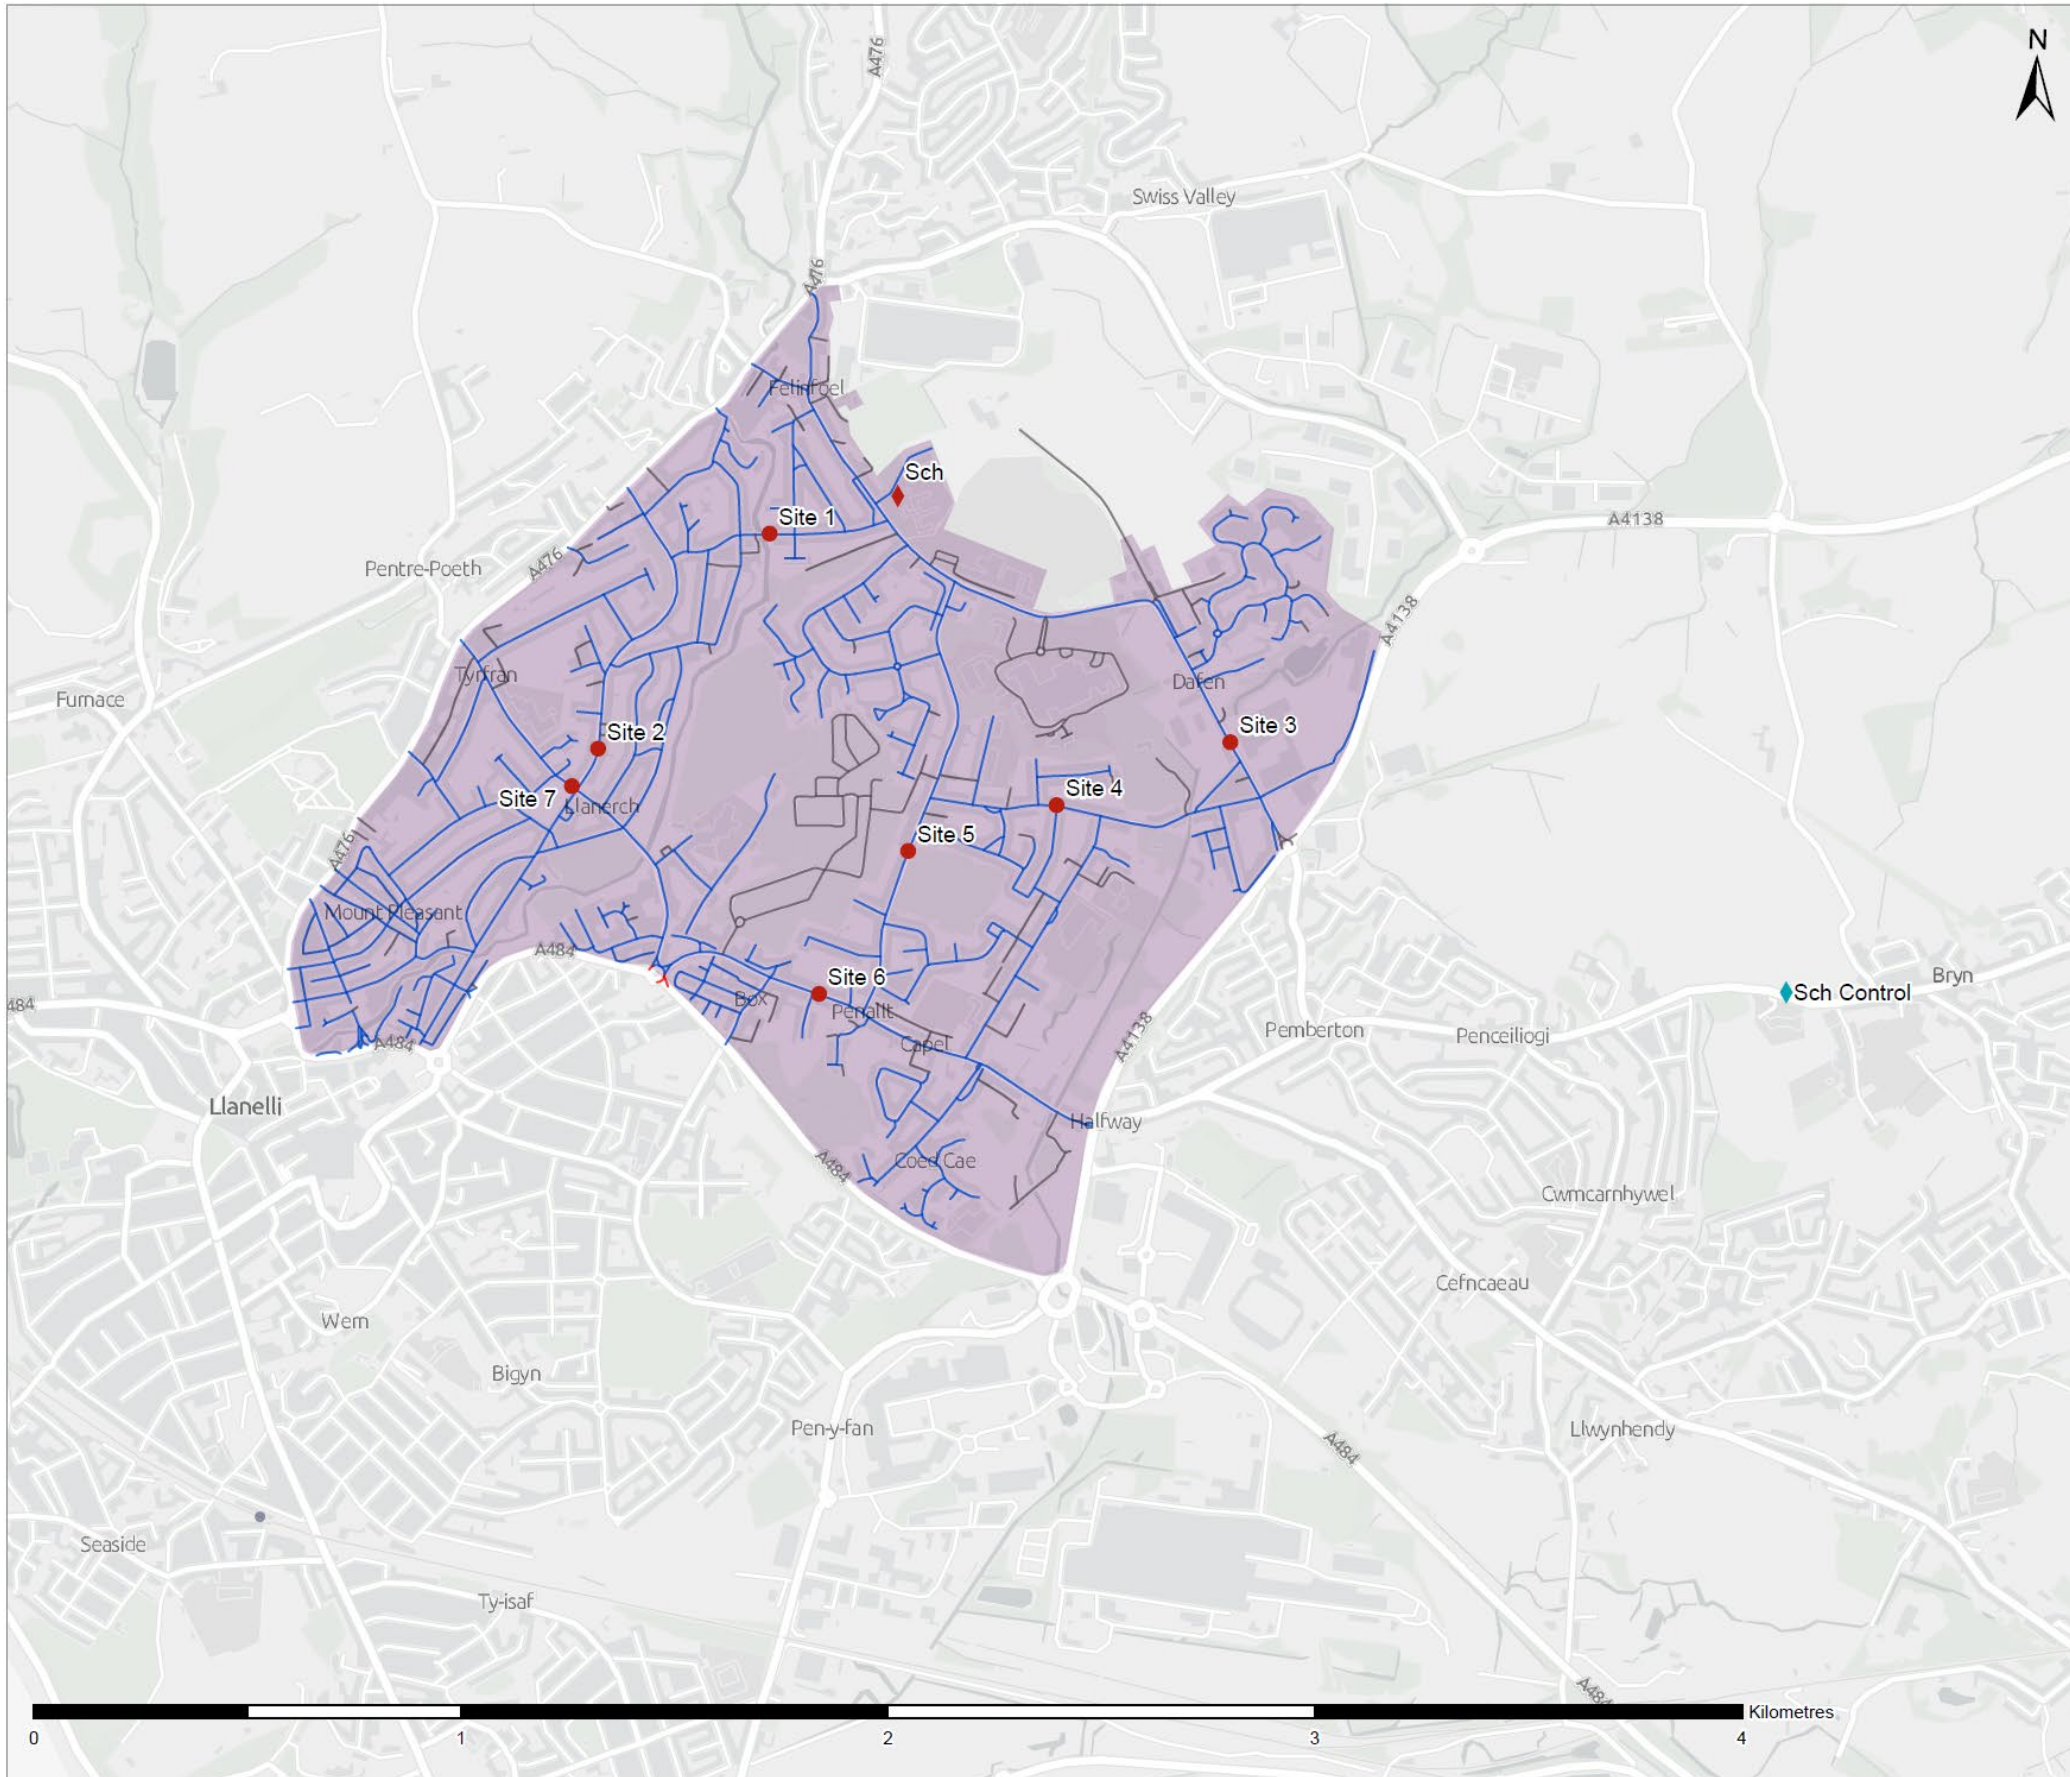 N
A476
Swiss Valley
A476
Felinfoel
Sch
Site 1
A4138
Pentre-Poeth
A476
A4138
Tyrfran
Dafen
Furnace
Site 2
Site 3
Site 7
Llanerch
Site 4
Site 5
A476
Mount Pleasant
A484
Site 6
Bryn
Sch Control
Box
484
Penallt
Pemberton
Penceiliogi
A484
Capel
A4138
Llanelli
Halfway
A484
Coed Cae
Cwmcarnhywel
Cefncaeau
Wern
Bigyn
Pen-y-fan
Llwynhendy
A484
Seaside
Ty-isaf
A484
Kilometres
0 1 2 3 4